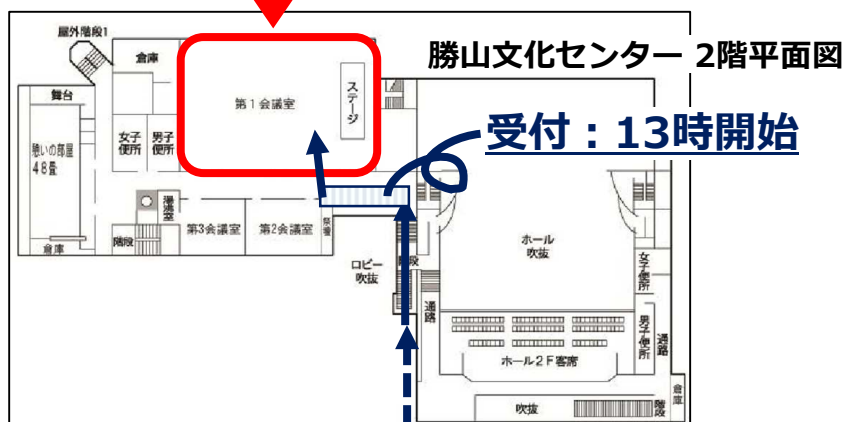 屋外階段1
勝山文化センター 2階平面図
倉庫
舞台
第1会議室
ステージ
受付：13時開始
女子便所
男子便所
憩いの部屋
48畳
湯沸室
階段
第3会議室
第2会議室
祭壇
倉庫
ロビー
吹抜
階段
ホール
吹抜
女子便所
通路
男子便所
通路
ホール2F客席
倉庫
吹抜
階段